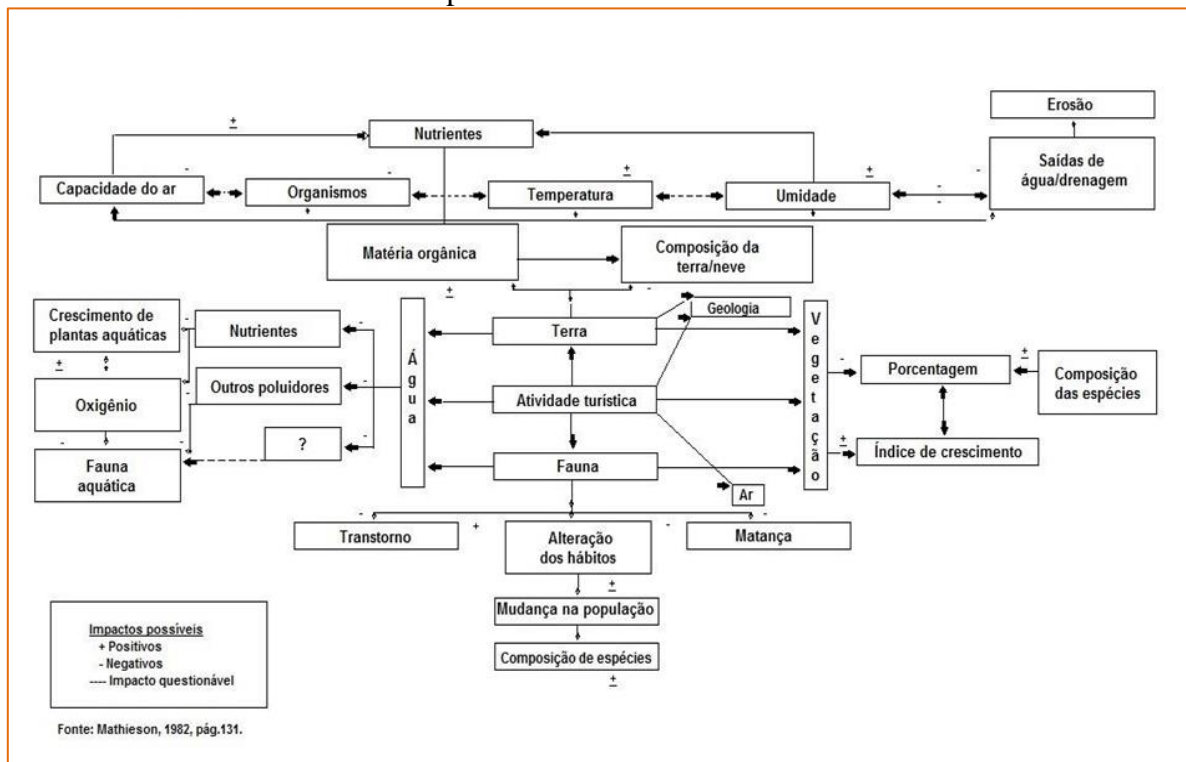 Erosão
Nutrientes
Saídas de
água/drenagem
Capacidade do ar
Organismos
Temperatura
Umidade
Matéria orgânica
Composição da
terra/neve
Crescimento de
plantas aquáticas
Nutrientes
Água
Terra
Geologia
Vegetação
Porcentagem
Composição
das espécies
Oxigênio
Outros poluidores
Atividade turística
Fauna
aquática
?
Fauna
Índice de crescimento
Ar
Transtorno
Alteração
dos hábitos
Matança
Mudança na população
Composição de espécies
Impactos possíveis
+ Positivos
- Negativos
---- Impacto questionável
Fonte: Mathieson, 1982, pág.131.